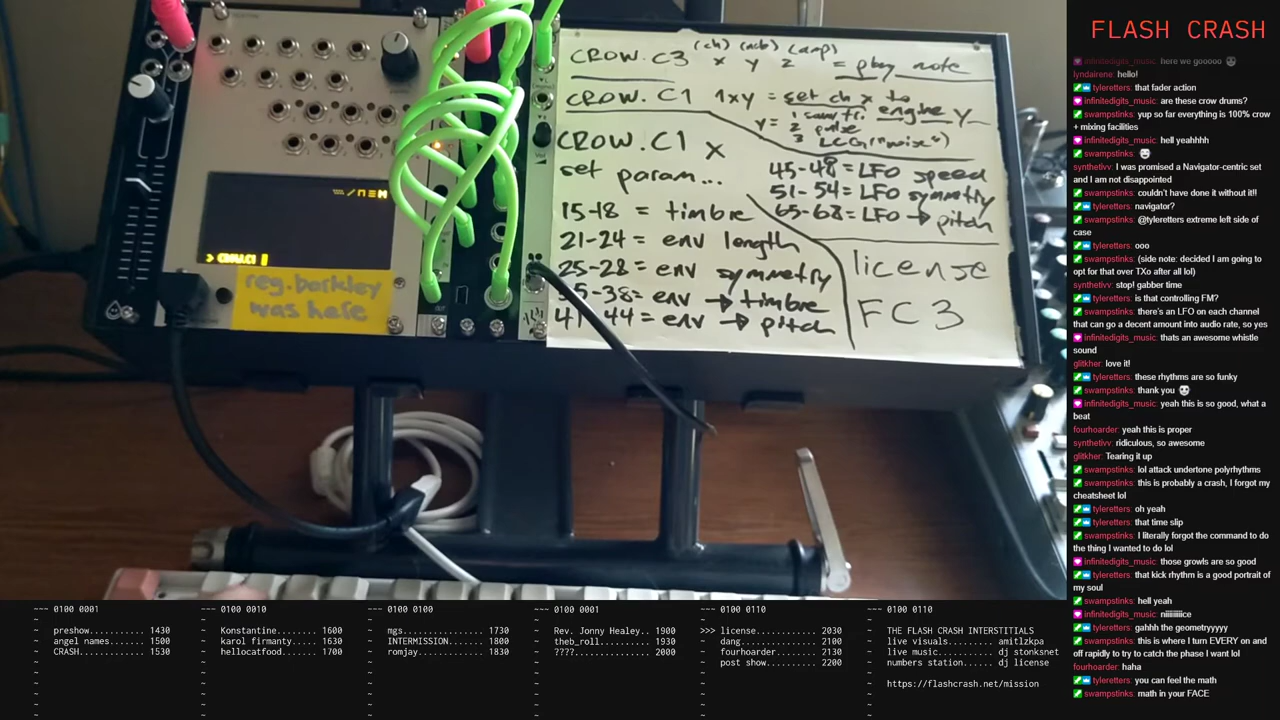 CROW.C3 (ch) (nb) (amp)
x y z = play note
CROW.C1 1xy = set ch x to
engine y
y = 1 saw/tri
2 pulse
3 LCG("noise")
CROW.C1 x
set param...
15-18 = timbre
21-24 = env length
25-28 = env symmetry
35-38 = env → timbre
41-44 = env → pitch
45-48 = LFO speed
51-54 = LFO symmetry
65-68 = LFO → pitch
license
FC3
> CROW.C1
reg.barkley
was here
FLASH CRASH
infinitedigits_music: here we gooooo
lyndairene: hello!
tyleretters: that fader action
infinitedigits_music: are these crow drums?
swampstinks: yup so far everything is 100% crow
+ mixing facilities
infinitedigits_music: hell yeahhhh
swampstinks:
synthetivv: I was promised a Navigator-centric set
and I am not disappointed
swampstinks: couldn't have done it without it!!
tyleretters: navigator?
swampstinks: @tyleretters extreme left side of
case
tyleretters: ooo
swampstinks: (side note: decided I am going to
opt for that over TXo after all lol)
synthetivv: stop! gabber time
tyleretters: is that controlling FM?
swampstinks: there's an LFO on each channel
that can go a decent amount into audio rate, so yes
infinitedigits_music: thats an awesome whistle
sound
glitkher: love it!
tyleretters: these rhythms are so funky
swampstinks: thank you
infinitedigits_music: yeah this is so good, what a
beat
fourhoarder: yeah this is proper
synthetivv: ridiculous, so awesome
glitkher: Tearing it up
swampstinks: lol attack undertone polyrhythms
swampstinks: this is probably a crash, I forgot my
cheatsheet lol
tyleretters: oh yeah
tyleretters: that time slip
swampstinks: I literally forgot the command to do
the thing I wanted to do lol
infinitedigits_music: those growls are so good
tyleretters: that kick rhythm is a good portrait of
my soul
swampstinks: hell yeah
infinitedigits_music: niiiiiiiiice
tyleretters: gahhh the geometryyyyy
swampstinks: this is where I turn EVERY on and
off rapidly to try to catch the phase I want lol
fourhoarder: haha
tyleretters: you can feel the math
swampstinks: math in your FACE
~~~ 0100 0001
preshow........... 1430
angel names....... 1500
CRASH............. 1530
~~~ 0100 0010
Konstantine....... 1600
karol firmanty.... 1630
hellocatfood...... 1700
~~~ 0100 0100
mgs............... 1730
INTERMISSION...... 1800
romjay............ 1830
~~~ 0100 0001
Rev. Jonny Healey.. 1900
theb_roll......... 1930
????.............. 2000
~~~ 0100 0110
>>> license........... 2030
dang.............. 2100
fourhoarder....... 2130
post show......... 2200
~~~ 0100 0110
THE FLASH CRASH INTERSTITIALS
live visuals....... amitlzkpa
live music....... dj stonksnet
numbers station... dj license
https://flashcrash.net/mission